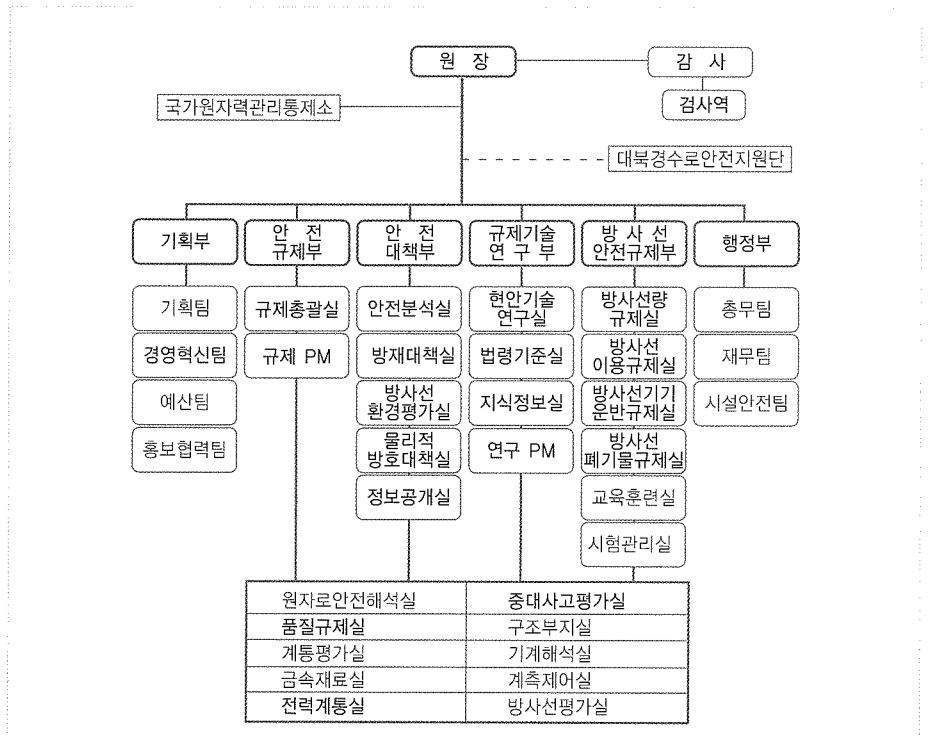 원 장
감 사
검사역
국가원자력관리통제소
대북경수로안전지원단
기획부
안 전
규제부
안 전
대책부
규제기술
연 구 부
방 사 선
안전규제부
행정부
기획팀
경영혁신팀
예산팀
홍보협력팀
규제총괄실
규제 PM
안전분석실
방재대책실
방사선
환경평가실
물리적
방호대책실
정보공개실
현안기술
연구실
법령기준실
지식정보실
연구 PM
방사선량
규제실
방사선
이용규제실
방사선기기
운반규제실
방사선
폐기물규제실
교육훈련실
시험관리실
총무팀
재무팀
시설안전팀
원자로안전해석실 중대사고평가실
품질규제실 구조부지실
계통평가실 기계해석실
금속재료실 계측제어실
전력계통실 방사선평가실